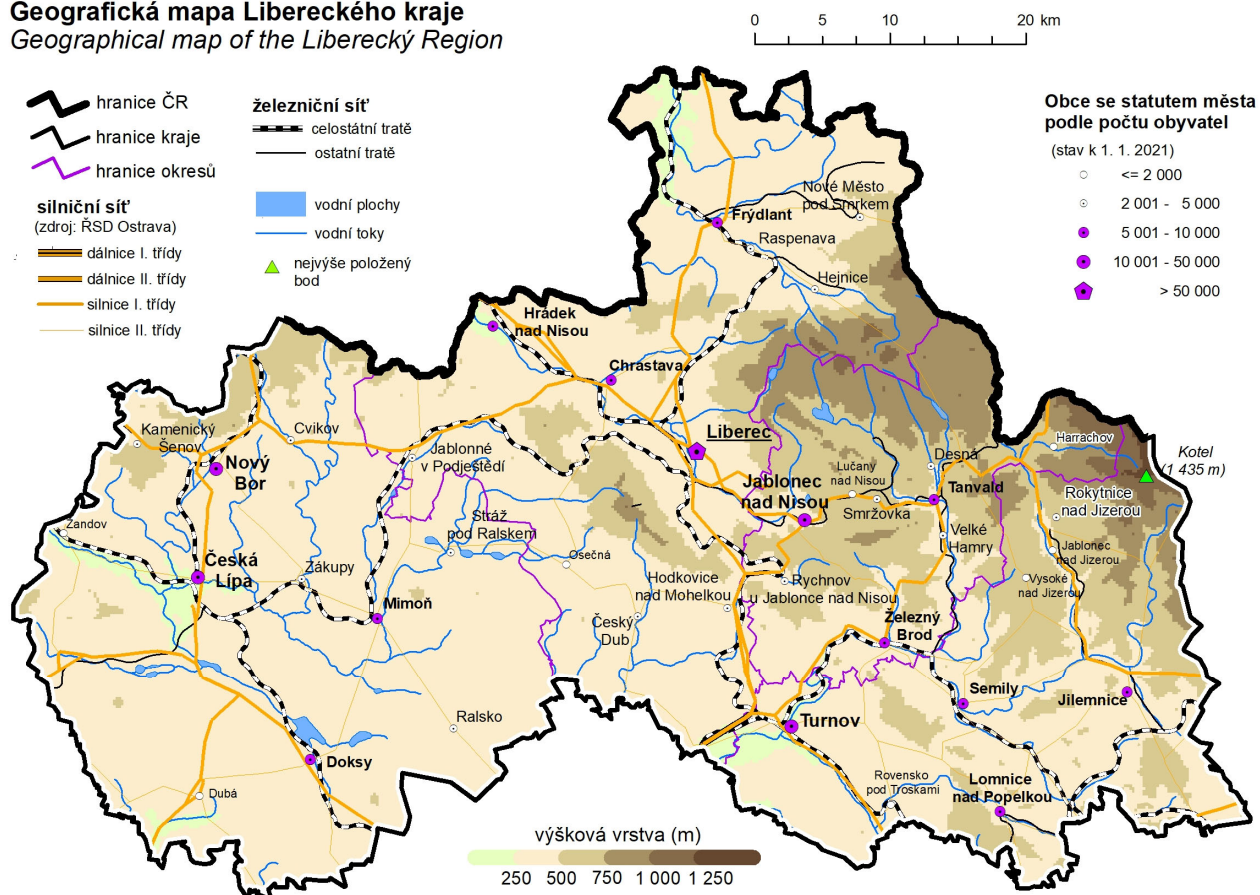 Geografická mapa Libereckého kraje
Geographical map of the Liberecký Region
0 5 10 20 km
hranice ČR
hranice kraje
hranice okresů
silniční síť
(zdroj: ŘSD Ostrava)
dálnice I. třídy
dálnice II. třídy
silnice I. třídy
silnice II. třídy
železniční síť
celostátní tratě
ostatní tratě
vodní plochy
vodní toky
nejvýše položený
bod
Obce se statutem města
podle počtu obyvatel
(stav k 1. 1. 2021)
<= 2 000
2 001 - 5 000
5 001 - 10 000
10 001 - 50 000
> 50 000
Nové Město
pod Smrkem
Frýdlant
Raspenava
Hejnice
Hrádek
nad Nisou
Chrastava
Kamenický
Šenov
Cvikov
Nový
Bor
Jablonné
v Podještědí
Liberec
Jablonec
nad Nisou
Lučany
nad Nisou
Smržovka
Desná
Tanvald
Harrachov
Kotel
(1 435 m)
Rokytnice
nad Jizerou
Velké
Hamry
Jablonec
nad Jizerou
Vysoké
nad Jizerou
Žandov
Stráž
pod Ralskem
Osečná
Česká
Lípa
Zákupy
Mimoň
Hodkovice
nad Mohelkou
Rychnov
u Jablonce nad Nisou
Český
Dub
Železný
Brod
Semily
Jilemnice
Turnov
Ralsko
Doksy
Dubá
Rovensko
pod Troskami
Lomnice
nad Popelkou
výšková vrstva (m)
250 500 750 1 000 1 250